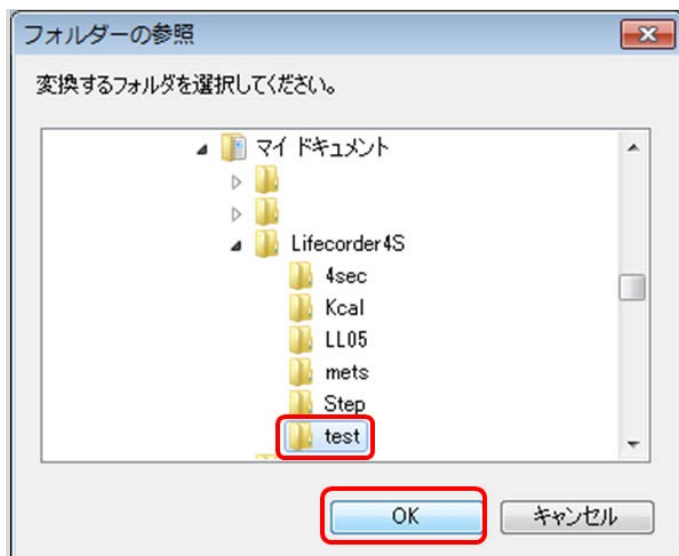 フォルダーの参照
変換するフォルダを選択してください。
マイ ドキュメント
Lifecorder4S
4sec
Kcal
LL05
mets
Step
test
OK
キャンセル